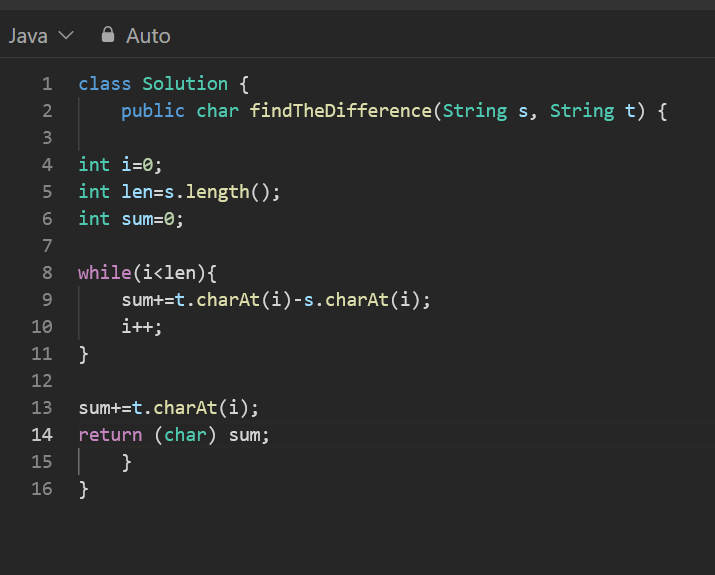 Java Auto
1 class Solution {
2 public char findTheDifference(String s, String t) {
3
4 int i=0;
5 int len=s.length();
6 int sum=0;
7
8 while(i<len){
9 sum+=t.charAt(i)-s.charAt(i);
10 i++;
11 }
12
13 sum+=t.charAt(i);
14 return (char) sum;
15 }
16 }